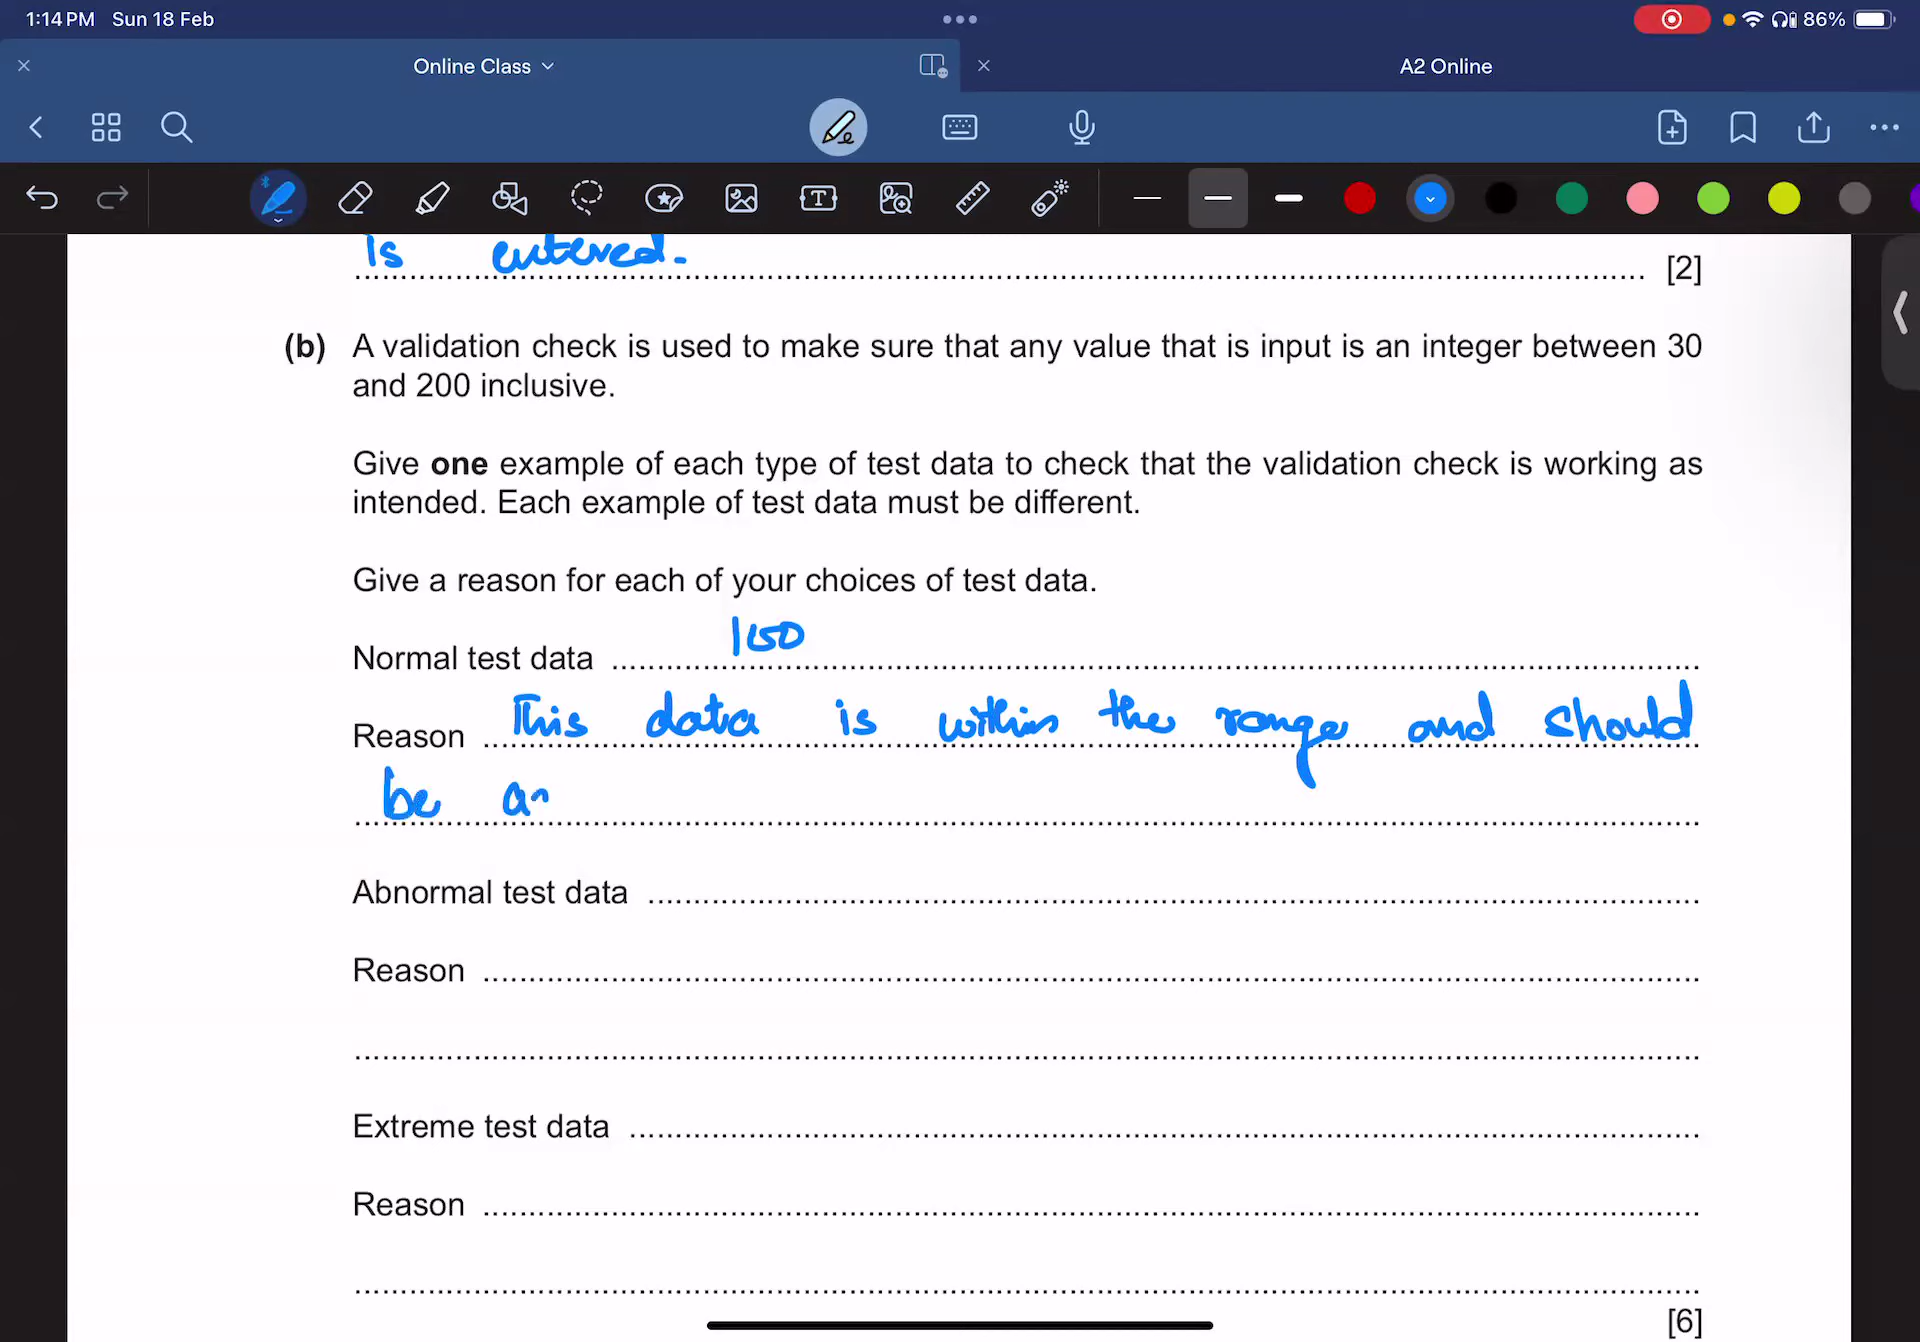 1:14 PM Sun 18 Feb
86%
Online Class
A2 Online
is entered.
[2]
(b) A validation check is used to make sure that any value that is input is an integer between 30
and 200 inclusive.
Give one example of each type of test data to check that the validation check is working as
intended. Each example of test data must be different.
Give a reason for each of your choices of test data.
Normal test data 150
Reason This data is within the range and should
be
Abnormal test data
Reason
Extreme test data
Reason
[6]